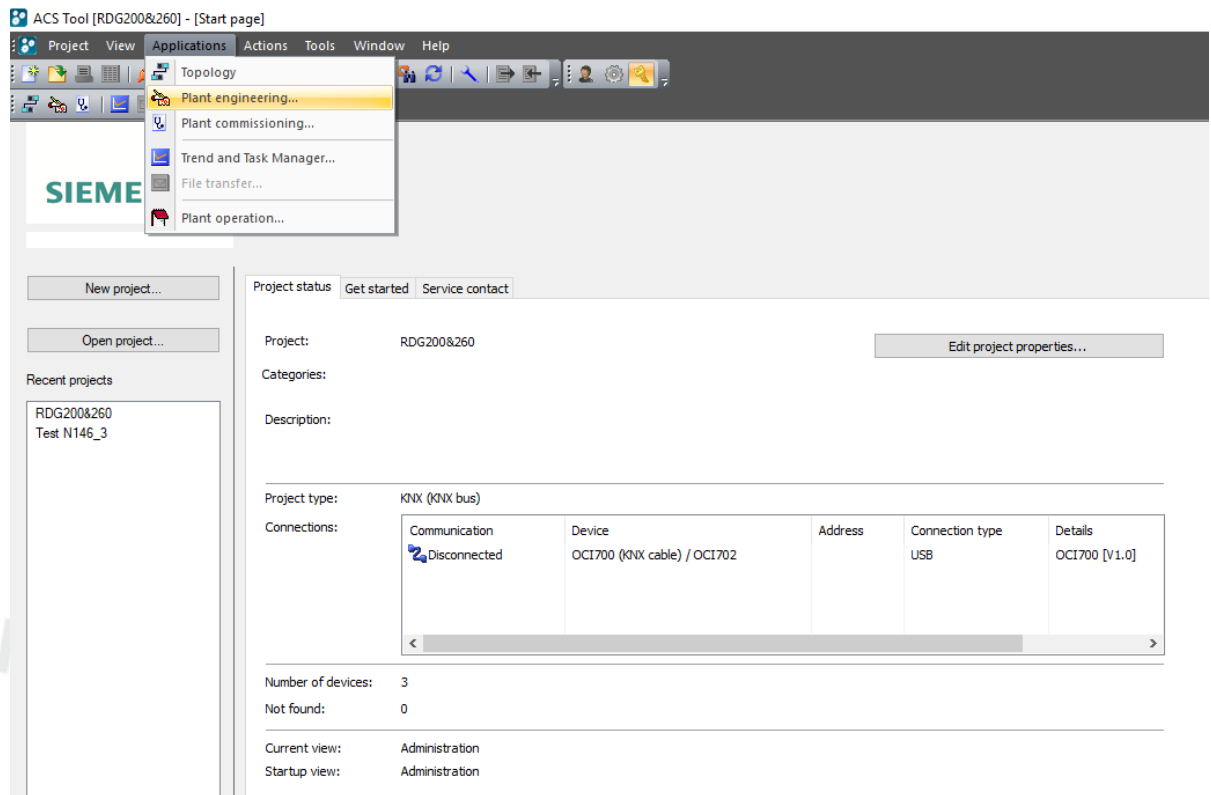 ACS Tool [RDG200&260] - [Start page]
Project View Applications Actions Tools Window Help
Topology
Plant engineering...
Plant commissioning...
Trend and Task Manager...
File transfer...
Plant operation...
SIEME
New project...
Open project...
Recent projects
RDG200&260
Test N146_3
Project status Get started Service contact
Project: RDG200&260 Edit project properties...
Categories:
Description:
Project type: KNX (KNX bus)
Connections: Communication Device Address Connection type Details
Disconnected OCI700 (KNX cable) / OCI702 USB OCI700 [V1.0]
Number of devices: 3
Not found: 0
Current view: Administration
Startup view: Administration